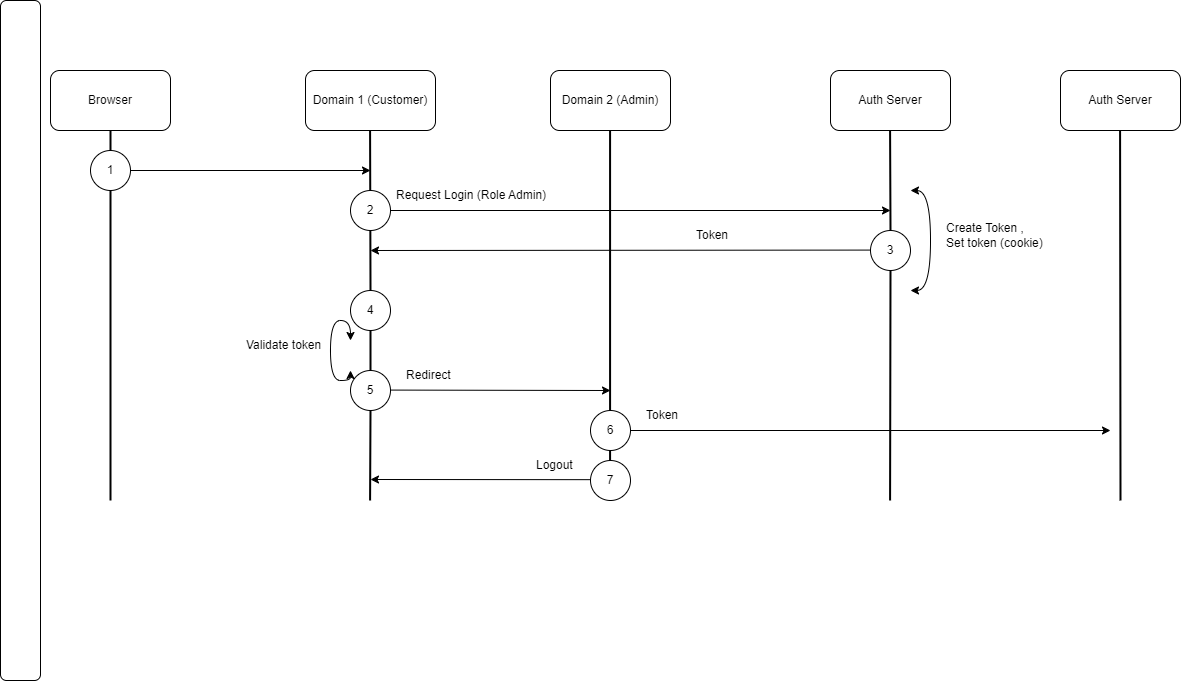 Browser
Domain 1 (Customer)
Domain 2 (Admin)
Auth Server
Auth Server
1
Request Login (Role Admin)
2
Token
3
Create Token ,
Set token (cookie)
4
Validate token
5
Redirect
6
Token
Logout
7